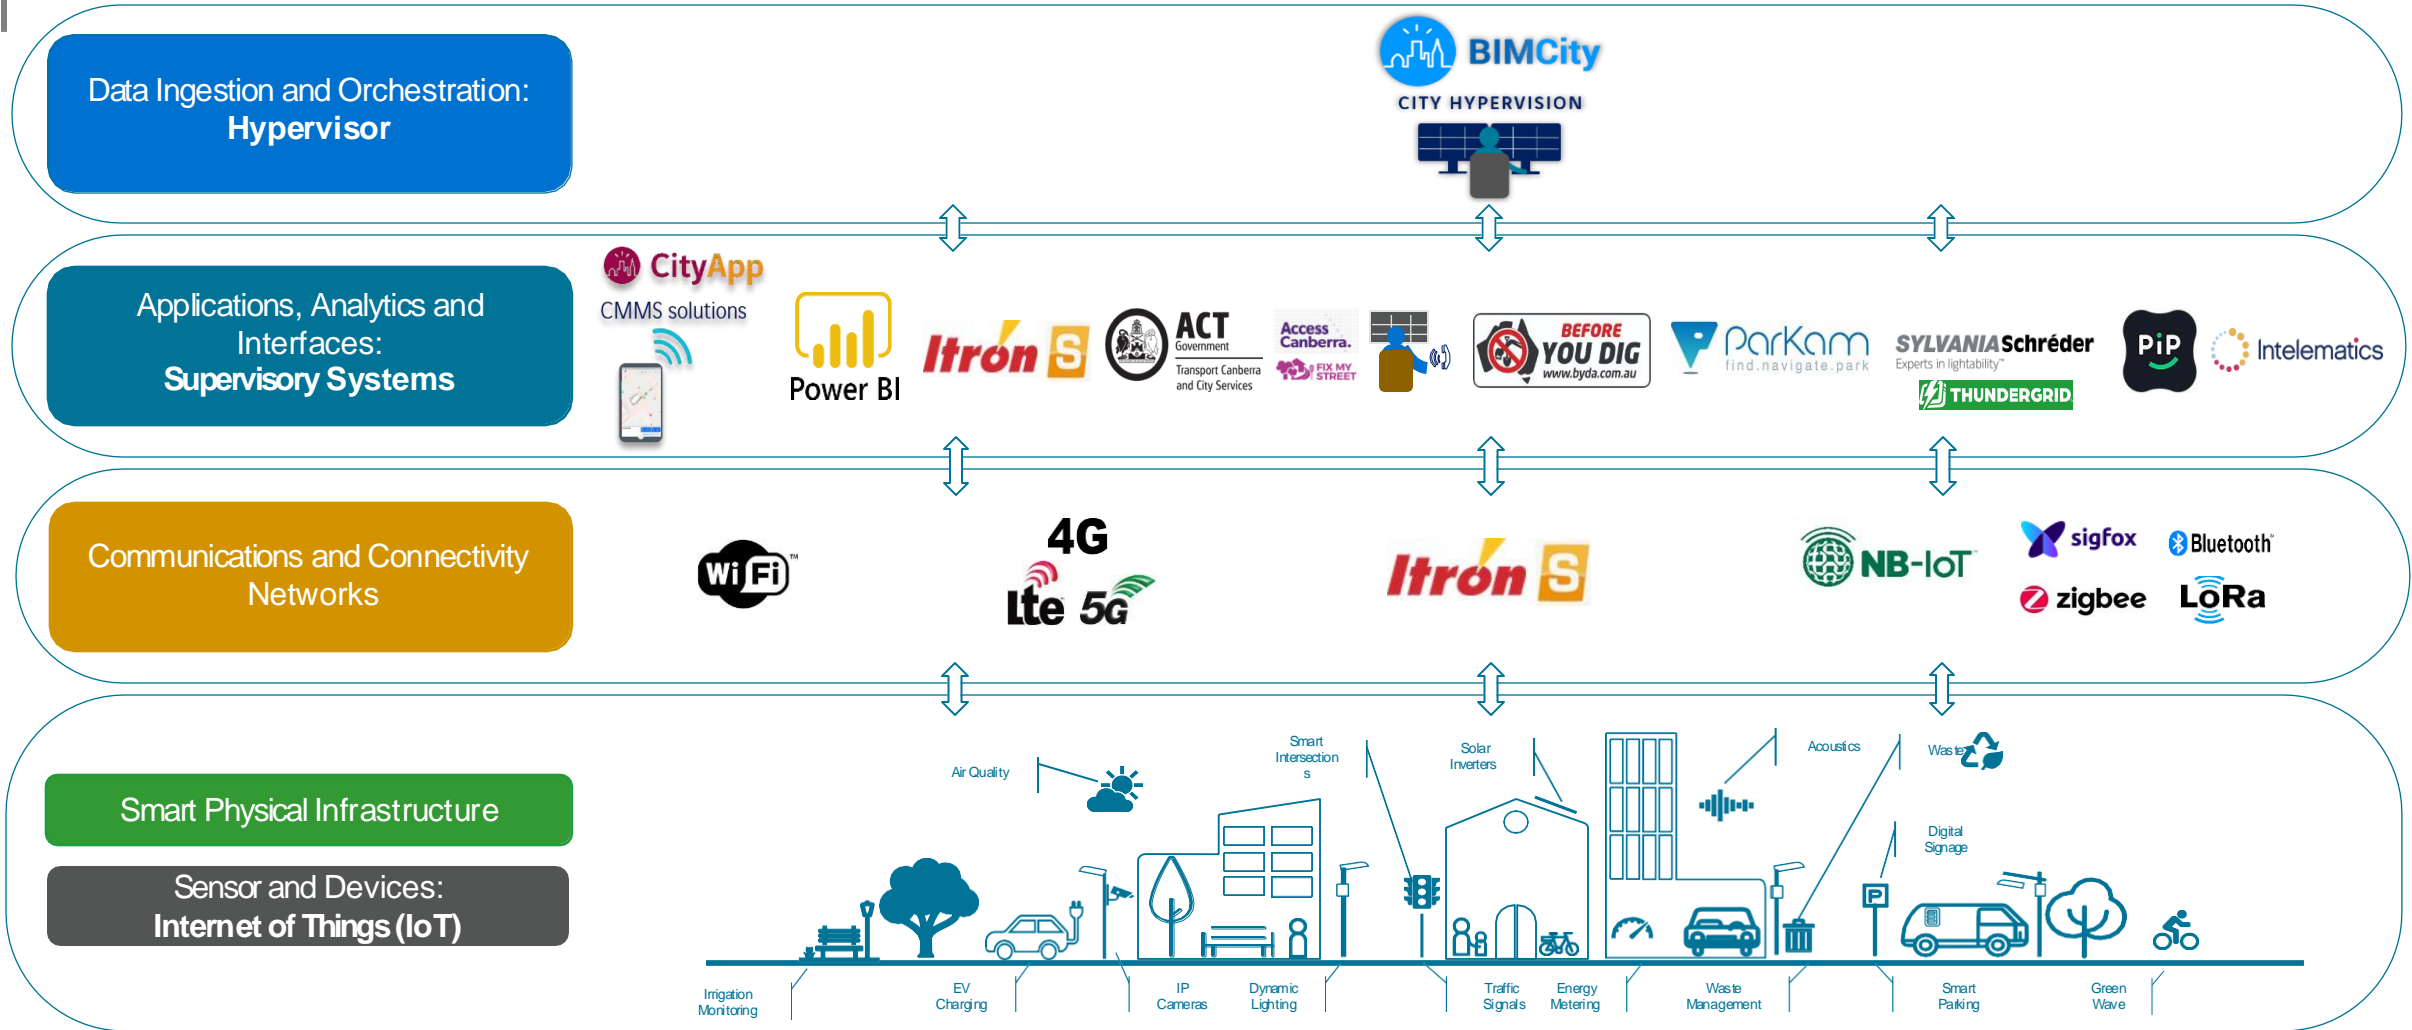 BIMCity
CITY HYPERVISION
Data Ingestion and Orchestration:
Hypervisor
CityApp
CMMS solutions
Applications, Analytics and
Interfaces:
Supervisory Systems
Power BI
Itrón S
ACT
Government
Transport Canberra
and City Services
Access
Canberra.
FIX MY
STREET
BEFORE
YOU DIG
www.byda.com.au
ParKam
find.navigate.park
SYLVANIA Schréder
Experts in lightability™
THUNDERGRID
PiP
Intelematics
Communications and Connectivity
Networks
WiFi™
4G
Lte 5G
Itrón S
NB-IoT
sigfox
Bluetooth
zigbee
LoRa
Smart Physical Infrastructure
Sensor and Devices:
Internet of Things (IoT)
Air Quality
Smart
Intersection
s
Solar
Inverters
Acoustics
Waste
Digital
Signage
P
Irrigation
Monitoring
EV
Charging
IP
Cameras
Dynamic
Lighting
Traffic
Signals
Energy
Metering
Waste
Management
Smart
Parking
Green
Wave